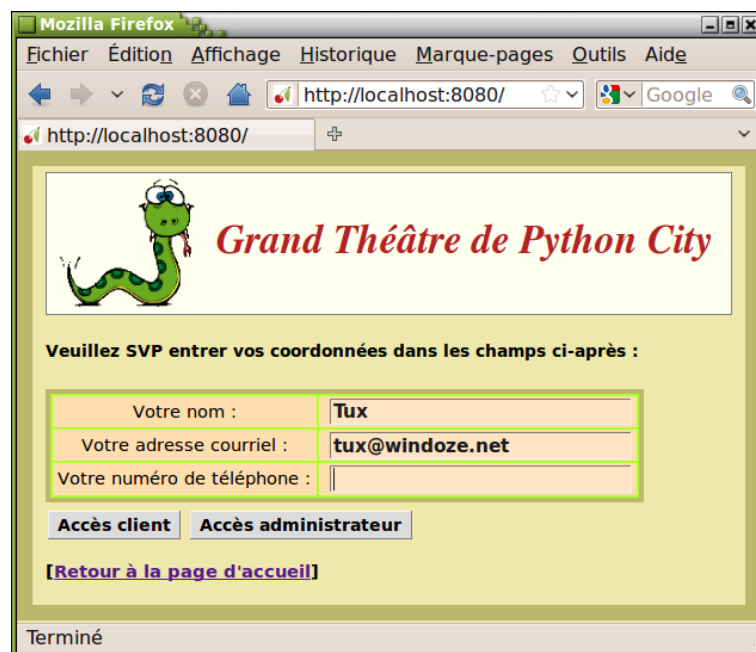 Mozilla Firefox
Fichier Édition Affichage Historique Marque-pages Outils Aide
http://localhost:8080/ Google
http://localhost:8080/
Grand Théâtre de Python City
Veuillez SVP entrer vos coordonnées dans les champs ci-après :
Votre nom : Tux
Votre adresse courriel : tux@windoze.net
Votre numéro de téléphone :
Accès client Accès administrateur
[Retour à la page d'accueil]
Terminé